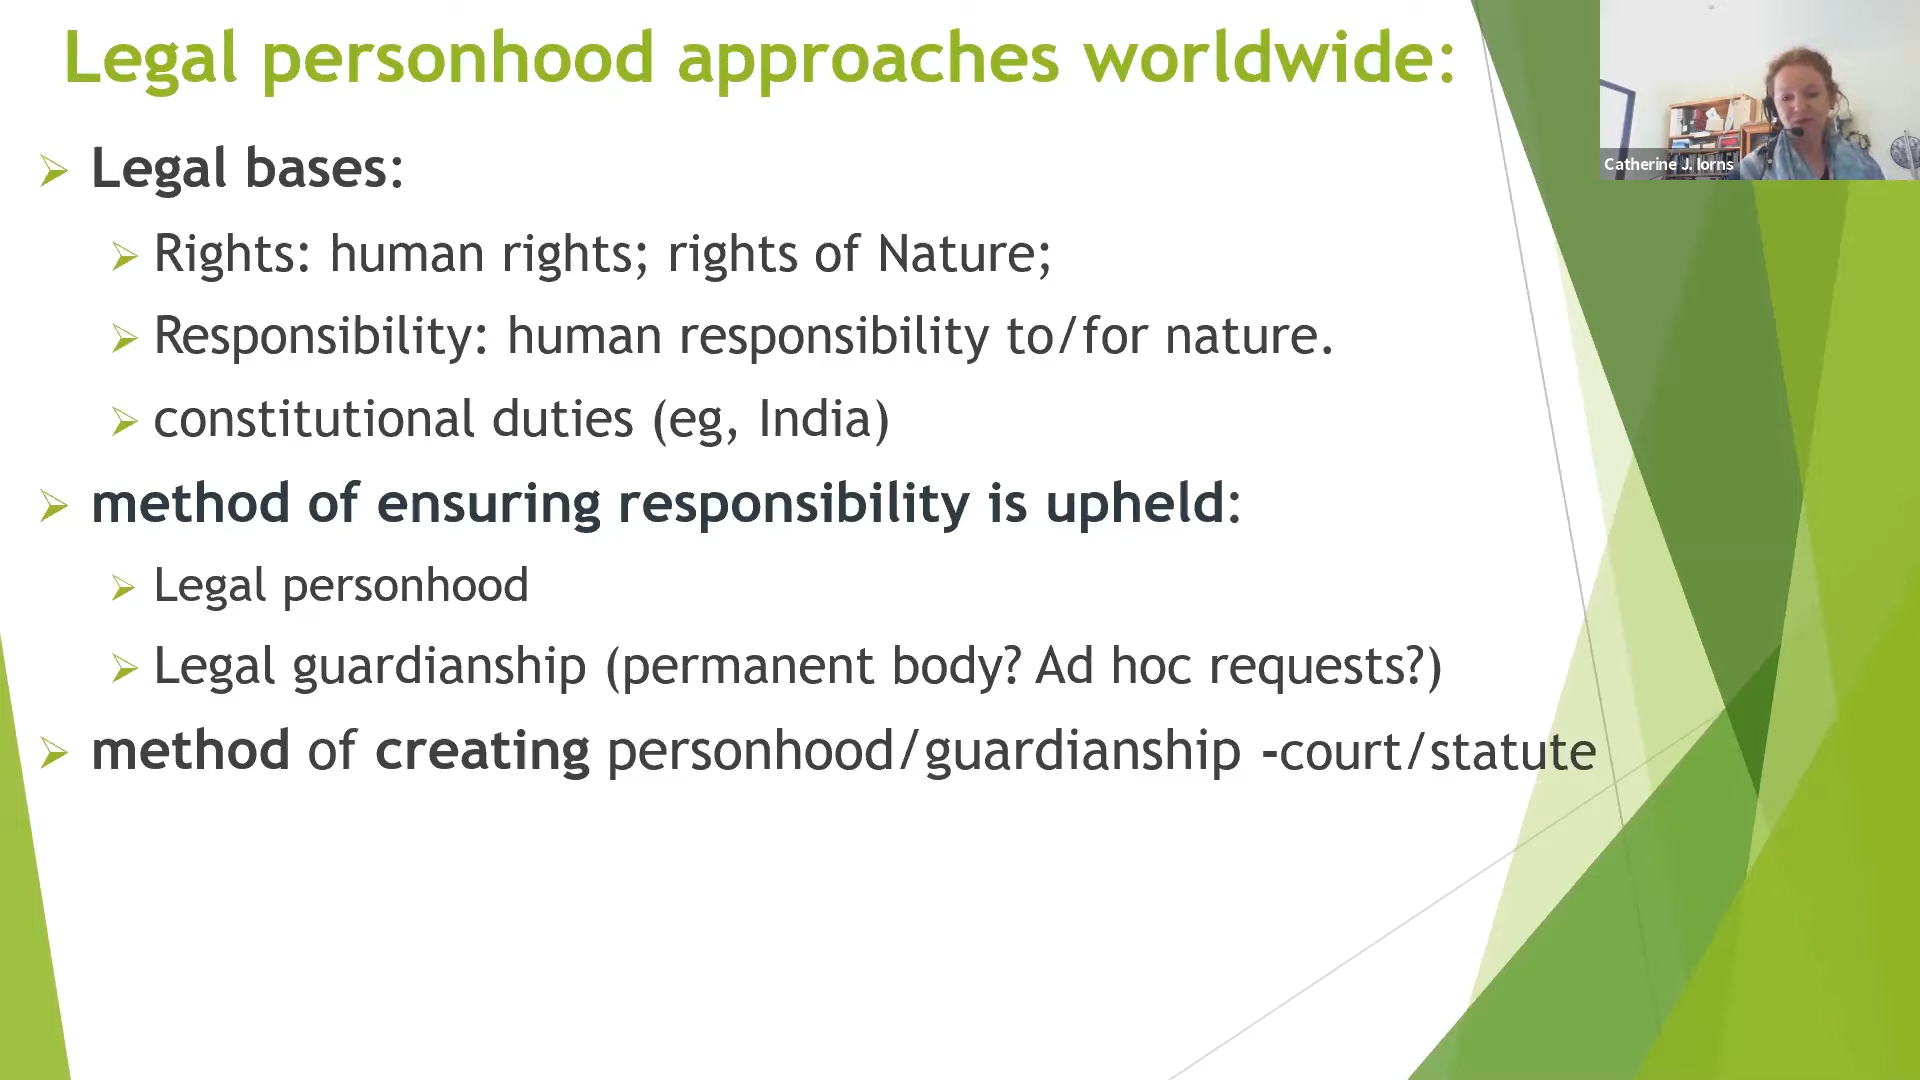 Legal personhood approaches worldwide:
Catherine J. Iorns
Legal bases:
Rights: human rights; rights of Nature;
Responsibility: human responsibility to/for nature.
constitutional duties (eg, India)
method of ensuring responsibility is upheld:
Legal personhood
Legal guardianship (permanent body? Ad hoc requests?)
method of creating personhood/guardianship -court/statute